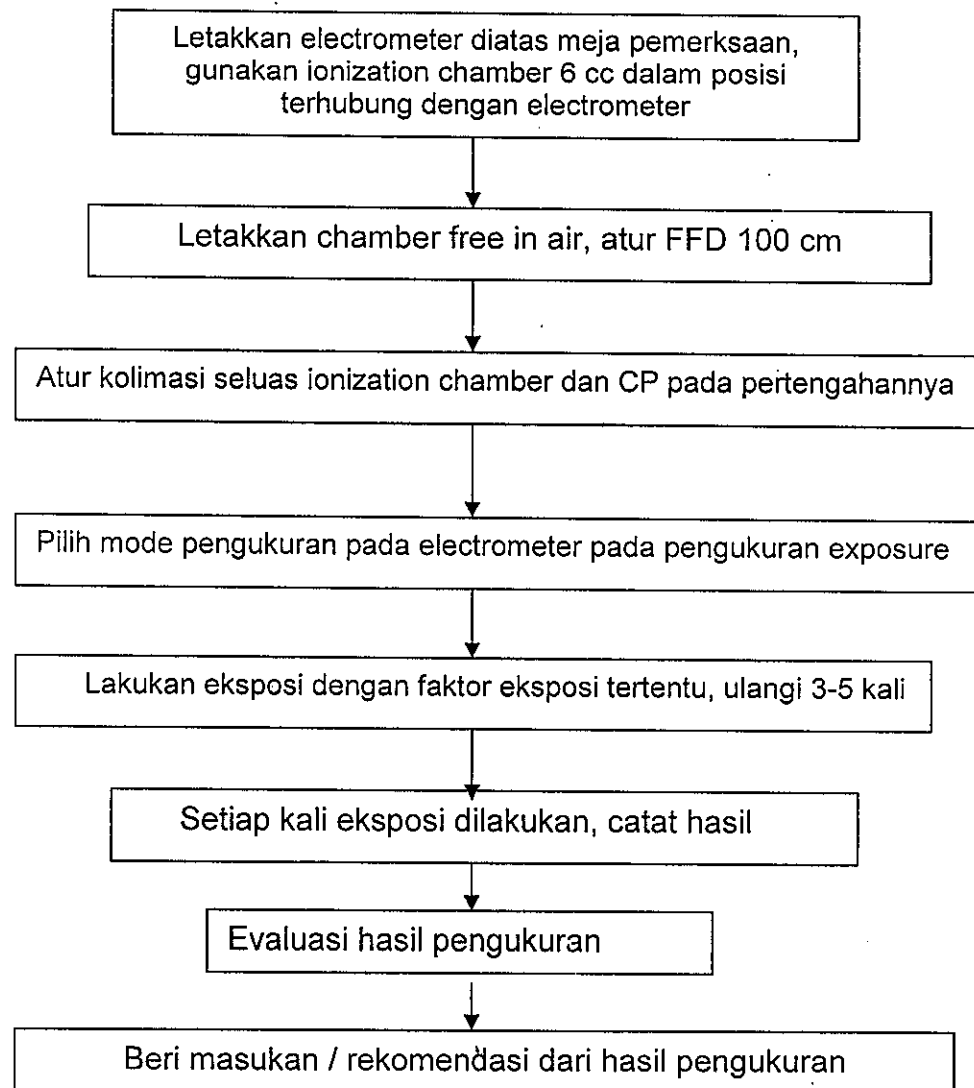 Letakkan electrometer diatas meja pemerksaan,
gunakan ionization chamber 6 cc dalam posisi
terhubung dengan electrometer
Letakkan chamber free in air, atur FFD 100 cm
Atur kolimasi seluas ionization chamber dan CP pada pertengahannya
Pilih mode pengukuran pada electrometer pada pengukuran exposure
Lakukan eksposi dengan faktor eksposi tertentu, ulangi 3-5 kali
Setiap kali eksposi dilakukan, catat hasil
Evaluasi hasil pengukuran
Beri masukan / rekomendasi dari hasil pengukuran